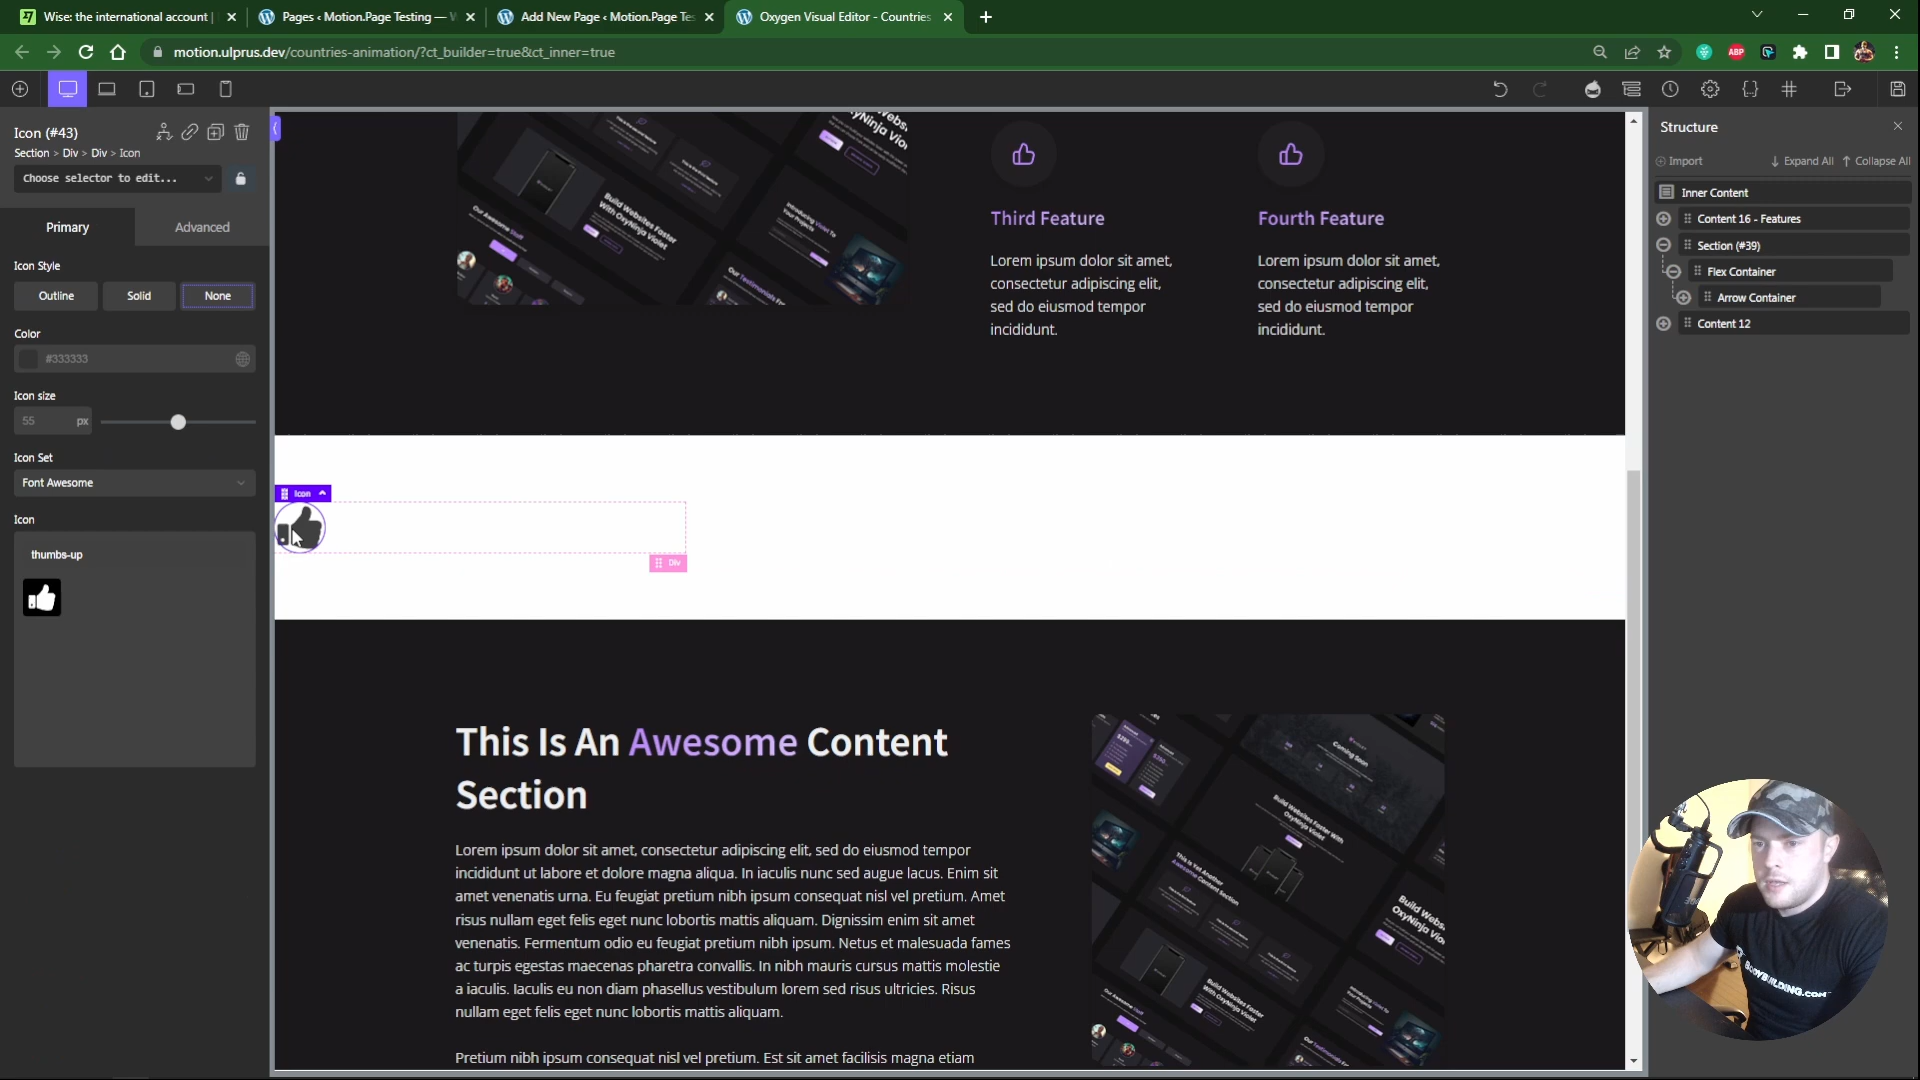 Wise: the international account |
Pages ‹ Motion.Page Testing — W
Add New Page ‹ Motion.Page Tes
Oxygen Visual Editor - Countries
motion.ulprus.dev/countries-animation/?ct_builder=true&ct_inner=true
ABP
Icon (#43)
Section > Div > Div > Icon
Choose selector to edit...
Primary
Advanced
Icon Style
Outline
Solid
None
Color
#333333
Icon size
55
px
Icon Set
Font Awesome
Icon
thumbs-up
Third Feature
Lorem ipsum dolor sit amet,
consectetur adipiscing elit,
sed do eiusmod tempor
incididunt.
Fourth Feature
Lorem ipsum dolor sit amet,
consectetur adipiscing elit,
sed do eiusmod tempor
incididunt.
Build Websites Faster
With OxyNinja Violet
Icon
Div
This Is An Awesome Content
Section
Lorem ipsum dolor sit amet, consectetur adipiscing elit, sed do eiusmod tempor
incididunt ut labore et dolore magna aliqua. In iaculis nunc sed augue lacus. Enim sit
amet venenatis urna. Eu feugiat pretium nibh ipsum consequat nisl vel pretium. Amet
risus nullam eget felis eget nunc lobortis mattis aliquam. Dignissim enim sit amet
venenatis. Fermentum odio eu feugiat pretium nibh ipsum. Netus et malesuada fames
ac turpis egestas maecenas pharetra convallis. In nibh mauris cursus mattis molestie
a iaculis. Iaculis eu non diam phasellus vestibulum lorem sed risus ultricies. Risus
nullam eget felis eget nunc lobortis mattis aliquam.
Pretium nibh ipsum consequat nisl vel pretium. Est sit amet facilisis magna etiam
Structure
Import
Expand All
Collapse All
Inner Content
Content 16 - Features
Section (#39)
Flex Container
Arrow Container
Content 12
BODYBUILDING.COM